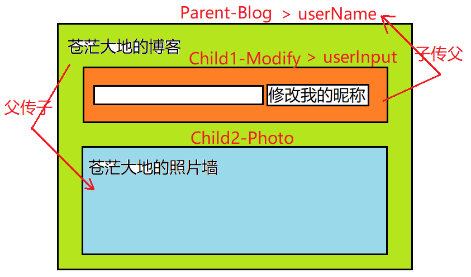 Parent-Blog > userName
苍茫大地的博客
Child1-Modify > userInput
子传父
修改我的昵称
父传子
Child2-Photo
苍茫大地的照片墙